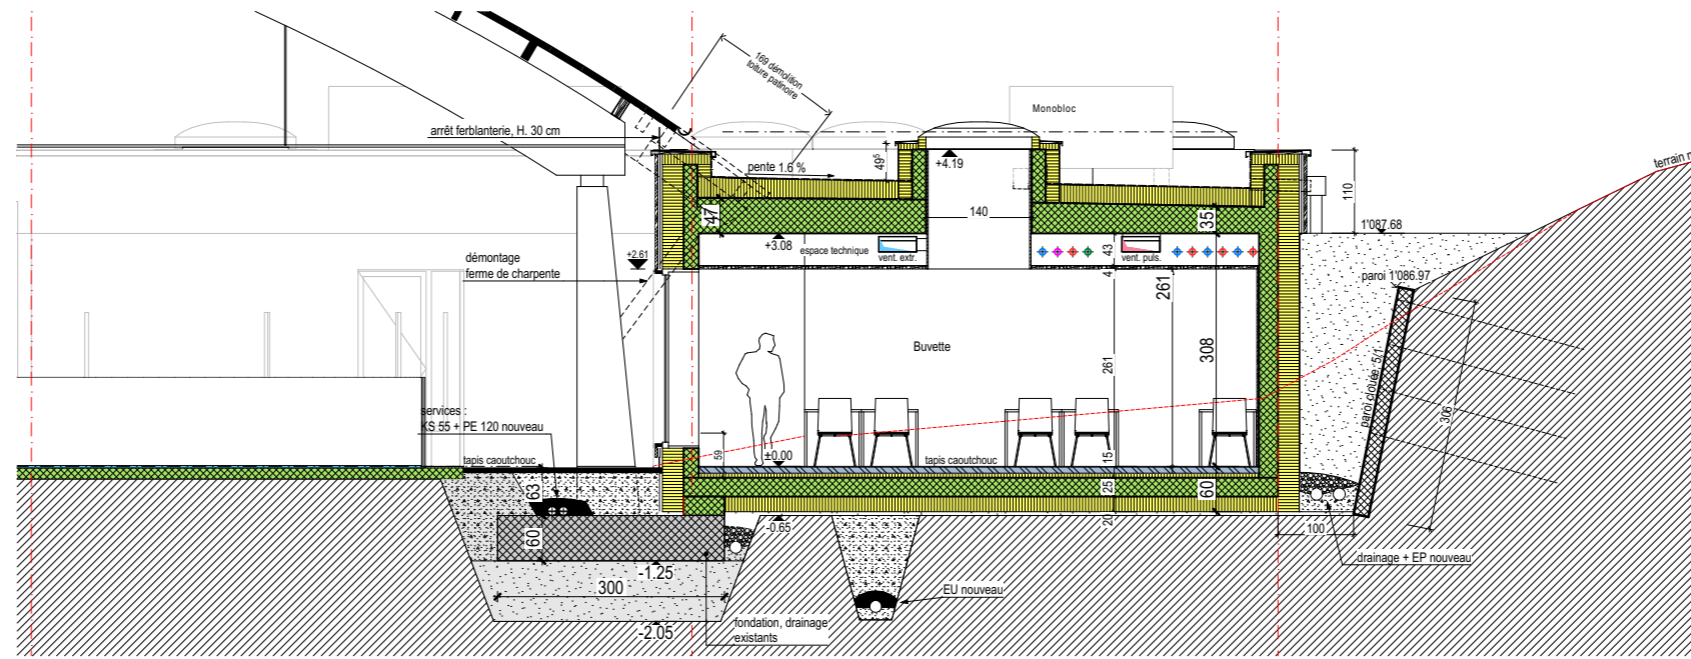 169 démolition
toiture patinoire
Monobloc
arrêt ferblanterie, H. 30 cm
pente 1.6 %
49⁵
+4.19
110
terrain
47
140
35
1'087.68
+3.08
espace technique
vent. extr.
vent. puls.
43
4
+2.61
démontage
ferme de charpente
261
paroi 1'086.97
Buvette
261
308
paroi clouée, 5/1
306
services :
KS 55 + PE 120 nouveau
tapis caoutchouc
59
±0.00
tapis caoutchouc
15
63
25
60
20
60
-0.65
100
drainage + EP nouveau
-1.25
300
EU nouveau
-2.05
fondation, drainage
existants